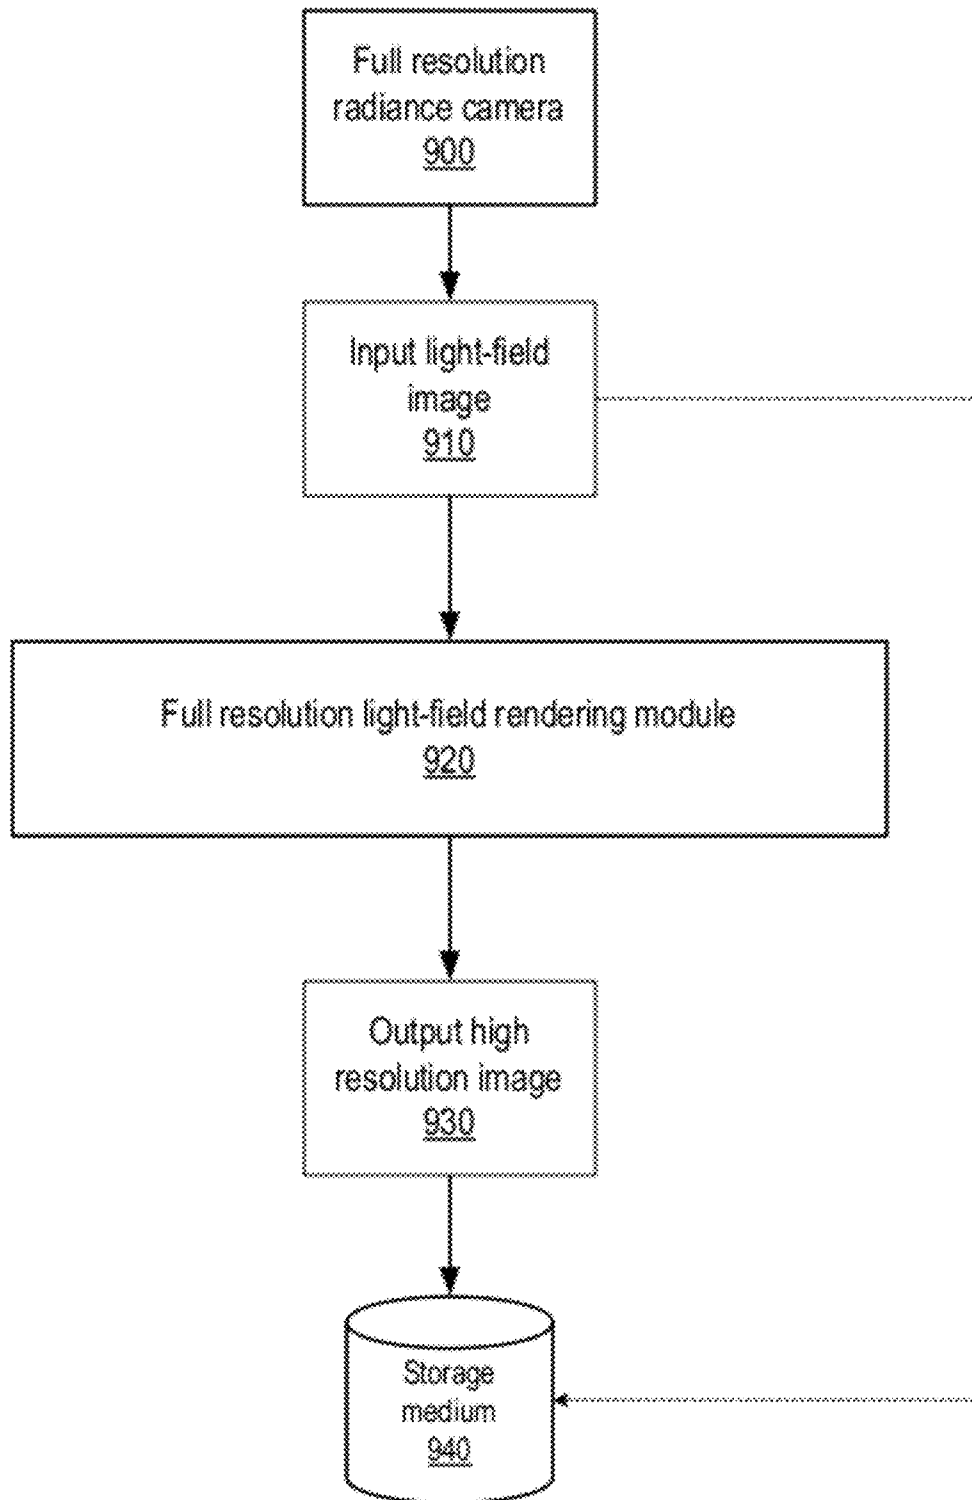 Full resolution
radiance camera
900
Input light-field
image
910
Full resolution light-field rendering module
920
Output high
resolution image
930
Storage
medium
940